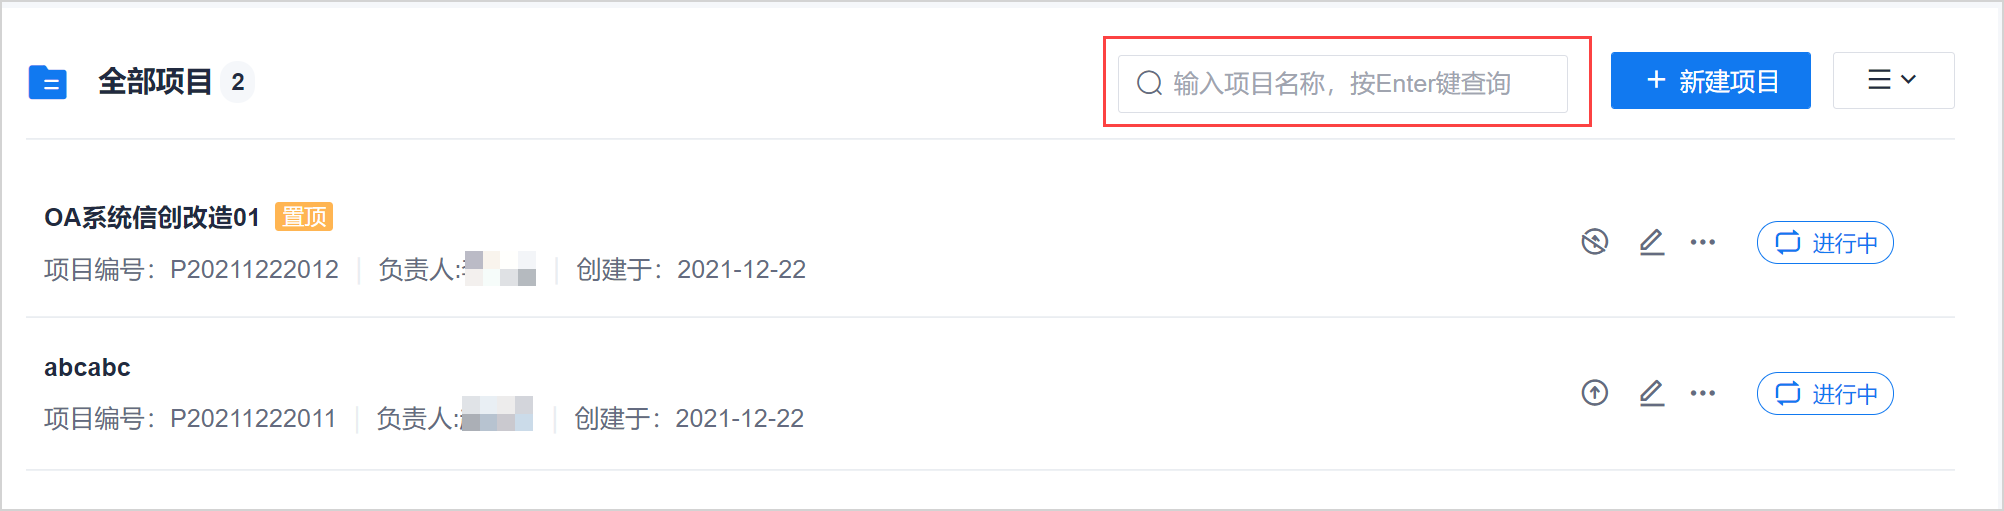 全部项目 2
输入项目名称，按Enter键查询
新建项目
OA系统信创改造01 置顶
项目编号：P20211222012 负责人: 创建于：2021-12-22
进行中
abcabc
项目编号：P20211222011 负责人: 创建于：2021-12-22
进行中